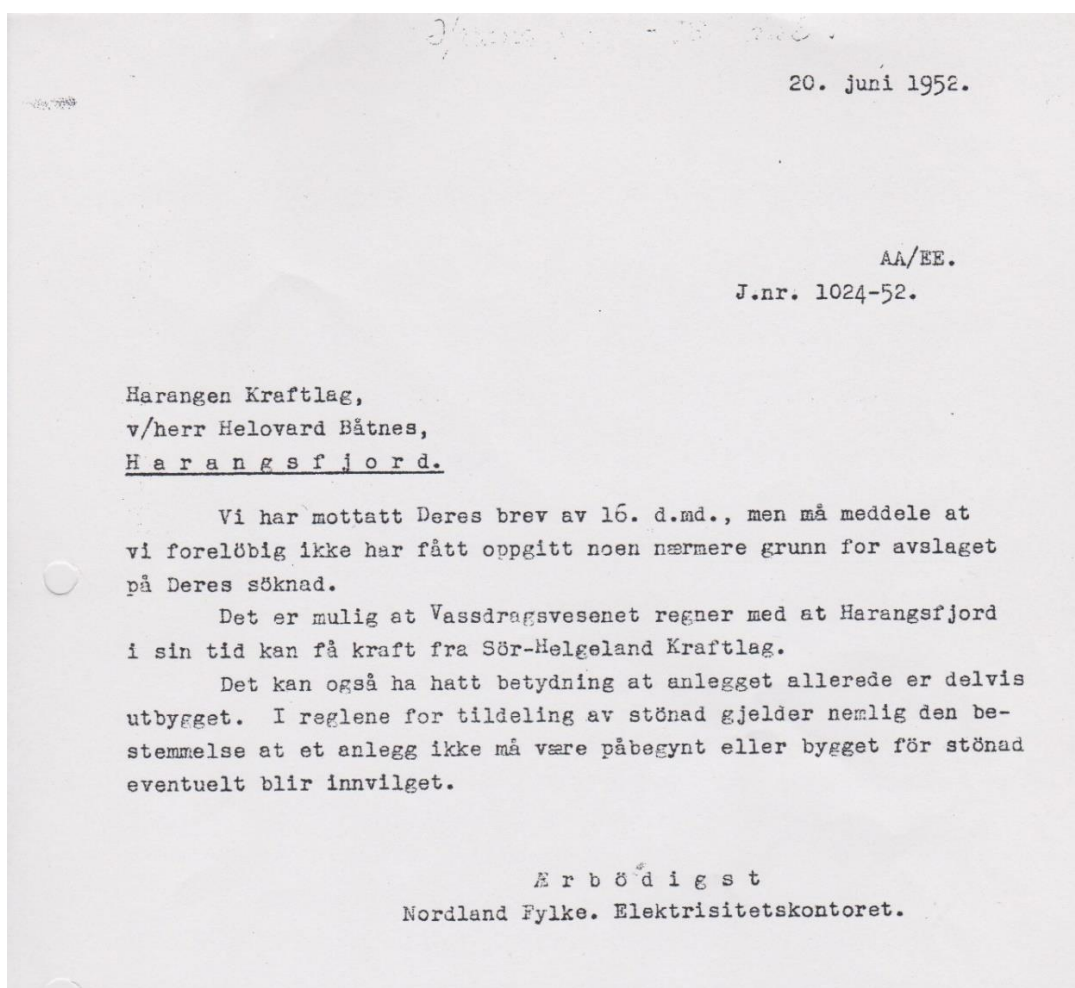 20. juni 1952.
AA/EE.
J.nr. 1024-52.
Harangen Kraftlag,
v/herr Helovard Båtnes,
H a r a n g s f j o r d.
Vi har mottatt Deres brev av 16. d.md., men må meddele at
vi forelöbig ikke har fått oppgitt noen nærmere grunn for avslaget
på Deres söknad.
Det er mulig at Vassdragsvesenet regner med at Harangsfjord
i sin tid kan få kraft fra Sör-Helgeland Kraftlag.
Det kan også ha hatt betydning at anlegget allerede er delvis
utbygget. I reglene for tildeling av stönad gjelder nemlig den be-
stemmelse at et anlegg ikke må være påbegynt eller bygget för stönad
eventuelt blir innvilget.
Æ r b ö d i g s t
Nordland Fylke. Elektrisitetskontoret.